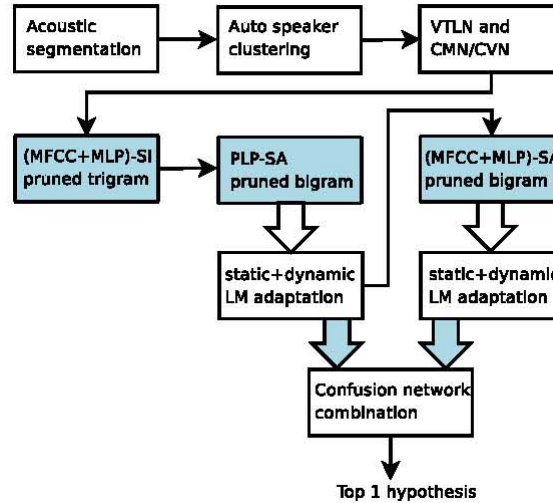 Acoustic
segmentation
Auto speaker
clustering
VTLN and
CMN/CVN
(MFCC+MLP)-SI
pruned trigram
PLP-SA
pruned bigram
(MFCC+MLP)-SA
pruned bigram
static+dynamic
LM adaptation
static+dynamic
LM adaptation
Confusion network
combination
Top 1 hypothesis